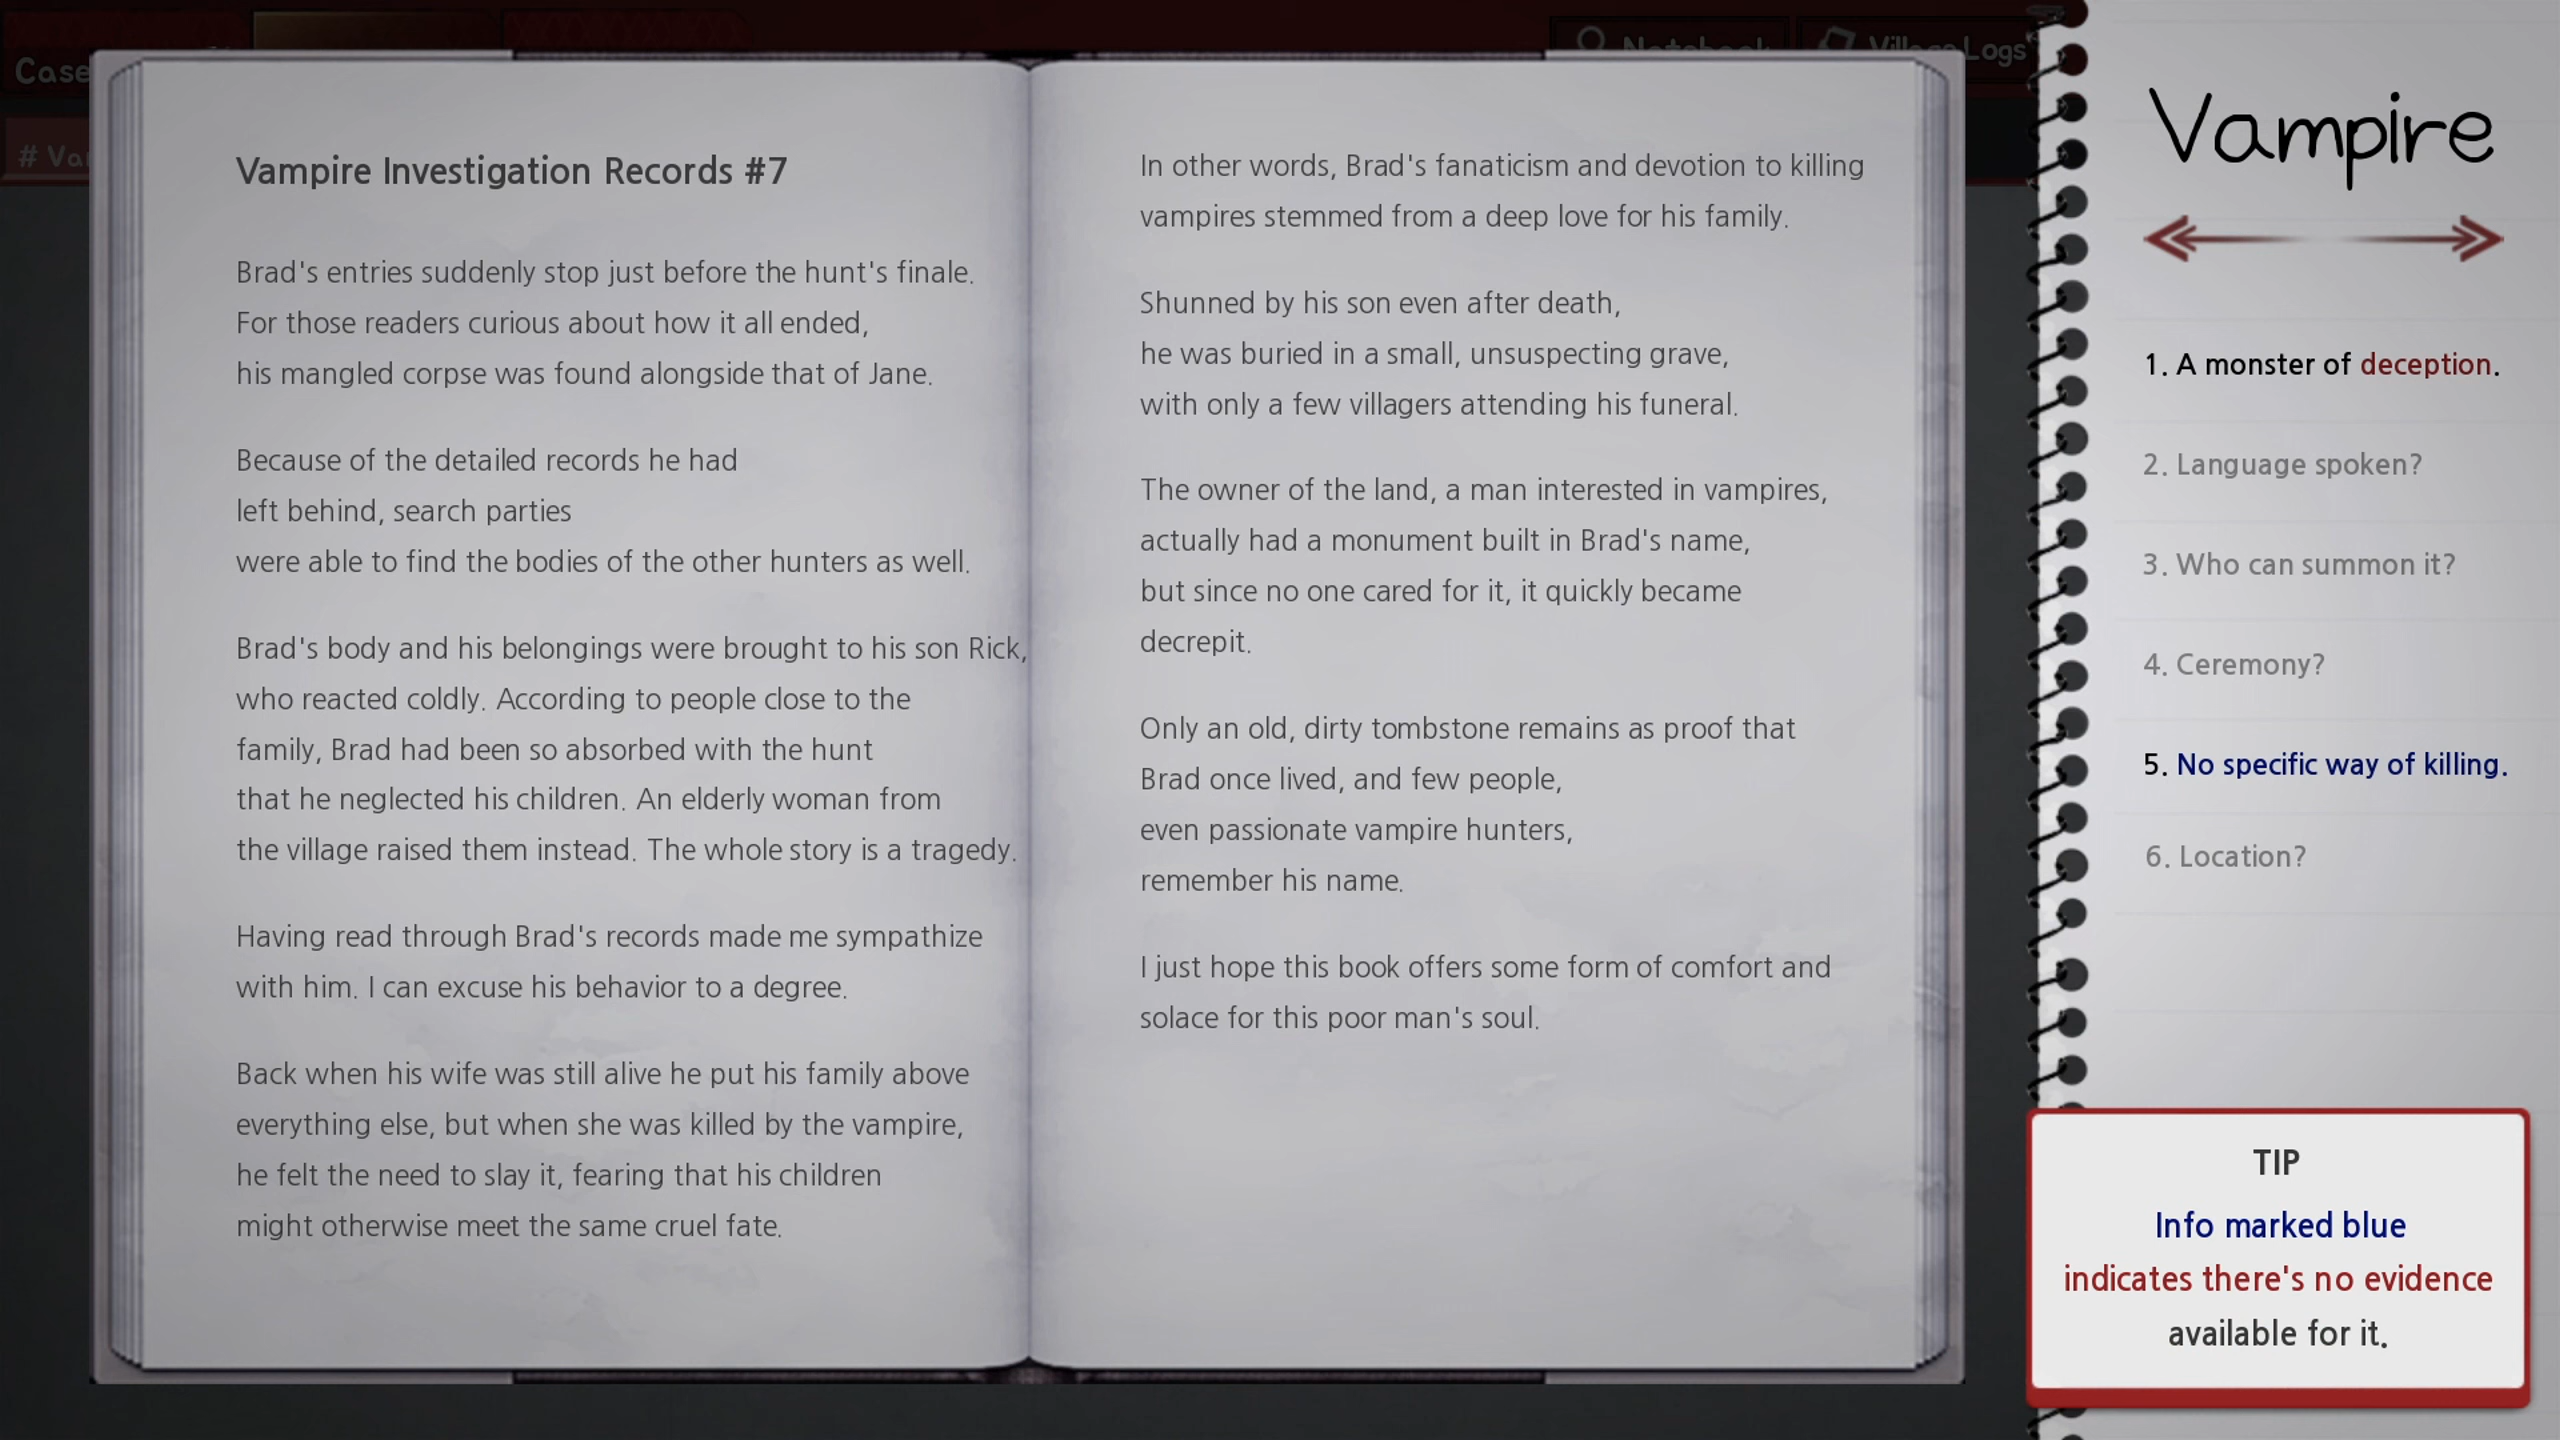 Case
Notebook
Village Logs
# Va
Vampire Investigation Records #7
Brad's entries suddenly stop just before the hunt's finale.
For those readers curious about how it all ended,
his mangled corpse was found alongside that of Jane.
Because of the detailed records he had
left behind, search parties
were able to find the bodies of the other hunters as well.
Brad's body and his belongings were brought to his son Rick,
who reacted coldly. According to people close to the
family, Brad had been so absorbed with the hunt
that he neglected his children. An elderly woman from
the village raised them instead. The whole story is a tragedy.
Having read through Brad's records made me sympathize
with him. I can excuse his behavior to a degree.
Back when his wife was still alive he put his family above
everything else, but when she was killed by the vampire,
he felt the need to slay it, fearing that his children
might otherwise meet the same cruel fate.
In other words, Brad's fanaticism and devotion to killing
vampires stemmed from a deep love for his family.
Shunned by his son even after death,
he was buried in a small, unsuspecting grave,
with only a few villagers attending his funeral.
The owner of the land, a man interested in vampires,
actually had a monument built in Brad's name,
but since no one cared for it, it quickly became
decrepit.
Only an old, dirty tombstone remains as proof that
Brad once lived, and few people,
even passionate vampire hunters,
remember his name.
I just hope this book offers some form of comfort and
solace for this poor man's soul.
Vampire
1. A monster of deception.
2. Language spoken?
3. Who can summon it?
4. Ceremony?
5. No specific way of killing.
6. Location?
TIP
Info marked blue
indicates there's no evidence
available for it.